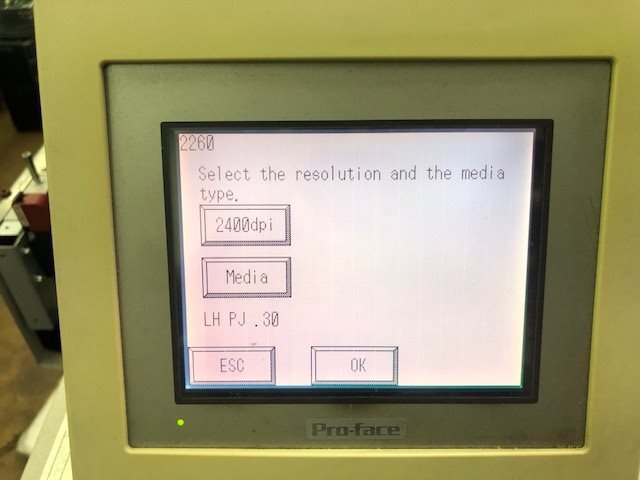 2260
Select the resolution and the media
type.
2400dpi
Media
LH PJ .30
ESC
OK
Pro-face